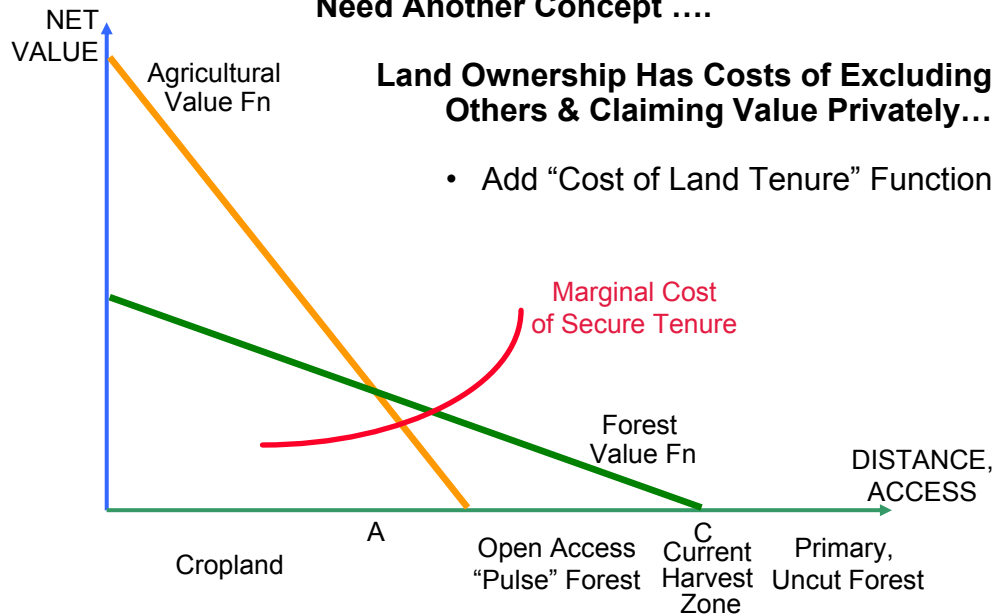 Need Another Concept ....
NET
VALUE
Agricultural
Value Fn
Land Ownership Has Costs of Excluding
Others & Claiming Value Privately…
• Add “Cost of Land Tenure” Function
Marginal Cost
of Secure Tenure
Forest
Value Fn
DISTANCE,
ACCESS
A
C
Cropland
Open Access
“Pulse” Forest
Current
Harvest
Zone
Primary,
Uncut Forest